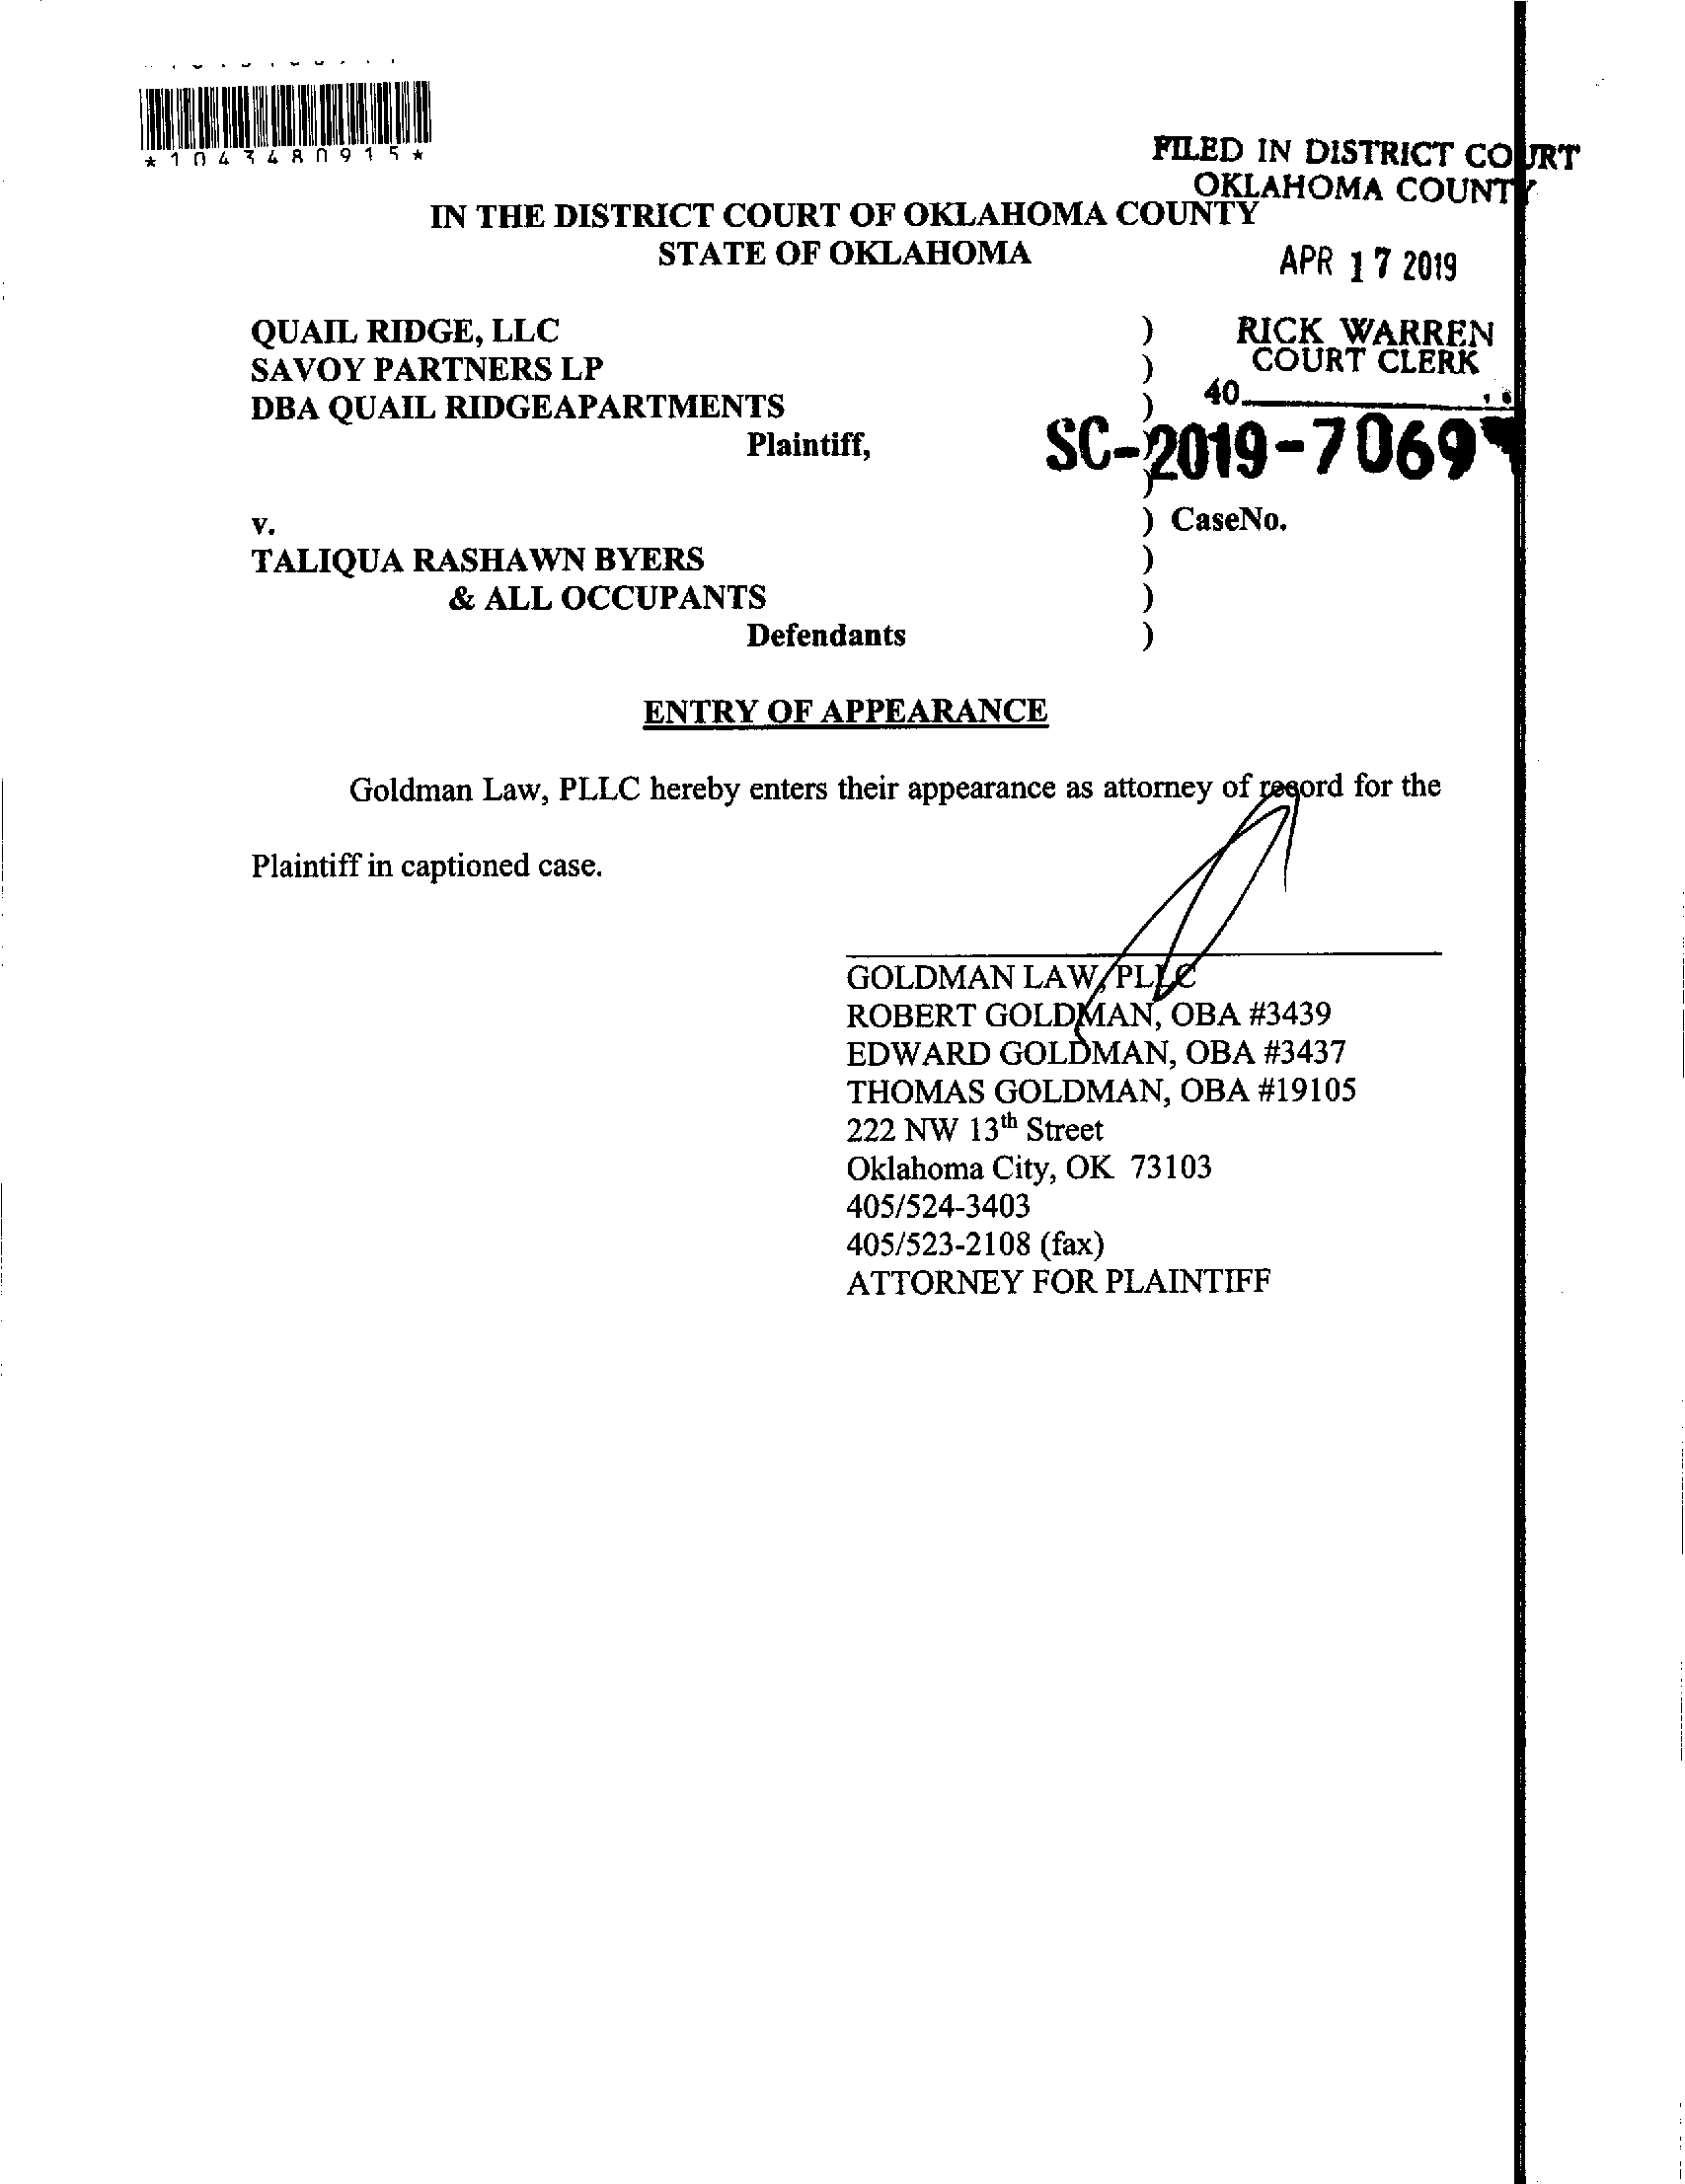 *1043480915*
FILED IN DISTRICT COURT
OKLAHOMA COUNTY
IN THE DISTRICT COURT OF OKLAHOMA COUNTY
STATE OF OKLAHOMA
APR 17 2019
QUAIL RIDGE, LLC )
RICK WARREN
SAVOY PARTNERS LP )
COURT CLERK
DBA QUAIL RIDGEAPARTMENTS )
40
Plaintiff, )
SC-2019-7069
)
v. ) CaseNo.
TALIQUA RASHAWN BYERS )
& ALL OCCUPANTS )
Defendants )
ENTRY OF APPEARANCE
Goldman Law, PLLC hereby enters their appearance as attorney of record for the
Plaintiff in captioned case.
GOLDMAN LAW, PLLC
ROBERT GOLDMAN, OBA #3439
EDWARD GOLDMAN, OBA #3437
THOMAS GOLDMAN, OBA #19105
222 NW 13th Street
Oklahoma City, OK 73103
405/524-3403
405/523-2108 (fax)
ATTORNEY FOR PLAINTIFF